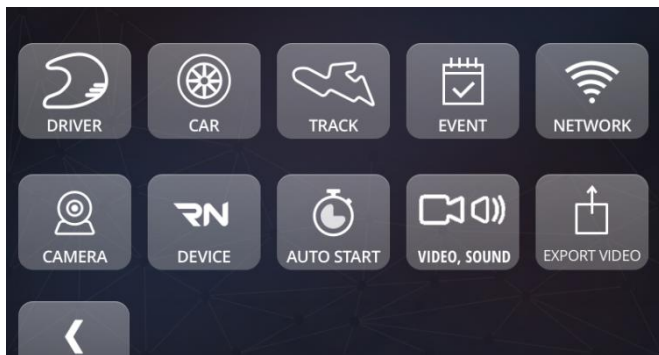 DRIVER
CAR
TRACK
EVENT
NETWORK
CAMERA
RN
DEVICE
AUTO START
VIDEO, SOUND
EXPORT VIDEO